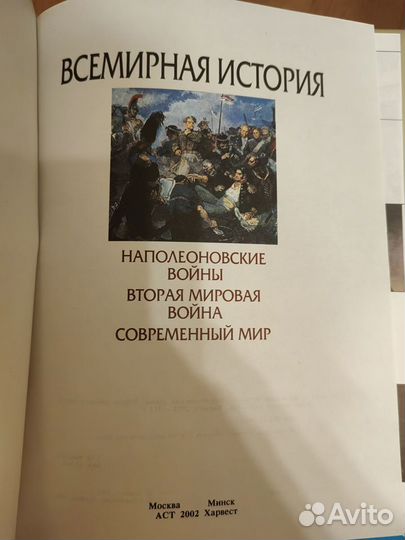 ВСЕМИРНАЯ ИСТОРИЯ
НАПОЛЕОНОВСКИЕ
ВОЙНЫ
ВТОРАЯ МИРОВАЯ
ВОЙНА
СОВРЕМЕННЫЙ МИР
Москва Минск
АСТ 2002 Харвест
Avito